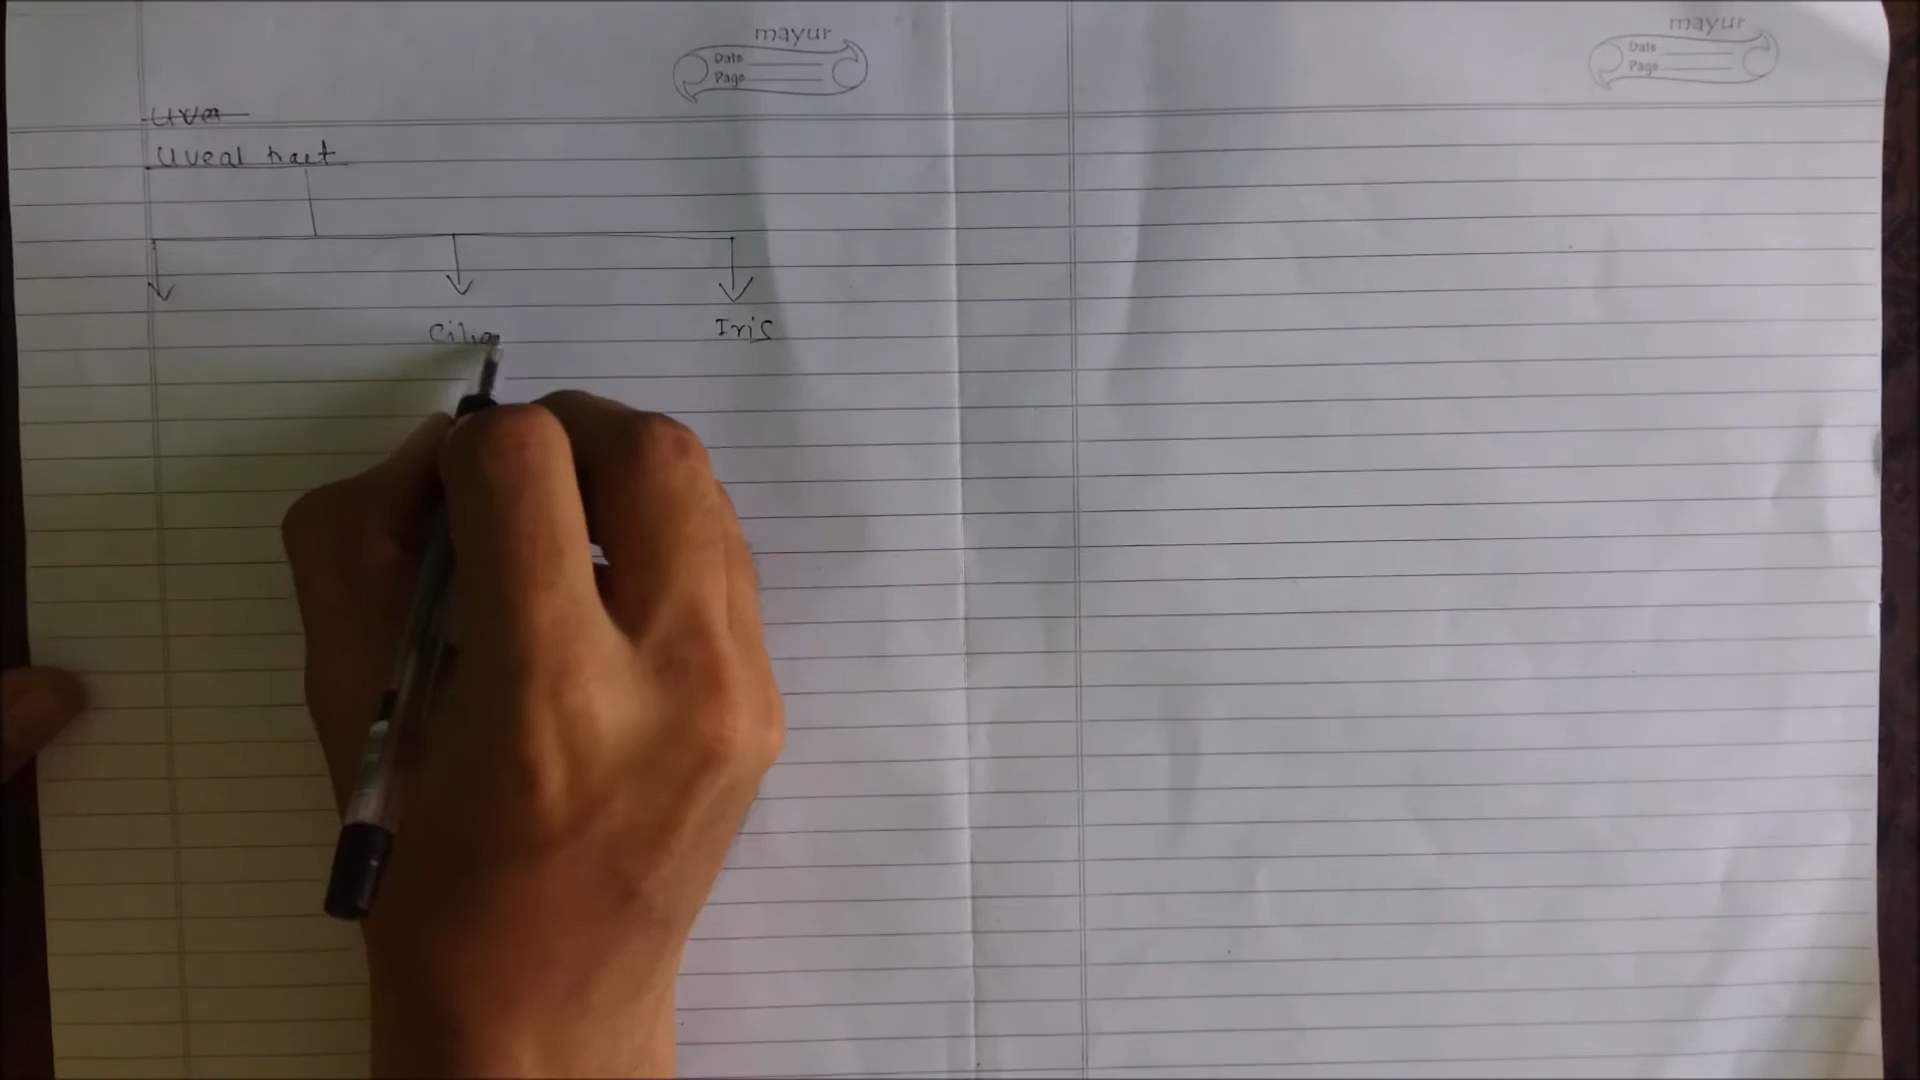 mayur
Date
Page
mayur
Date
Page
Uvea
Uveal tract
Cilia
Iris